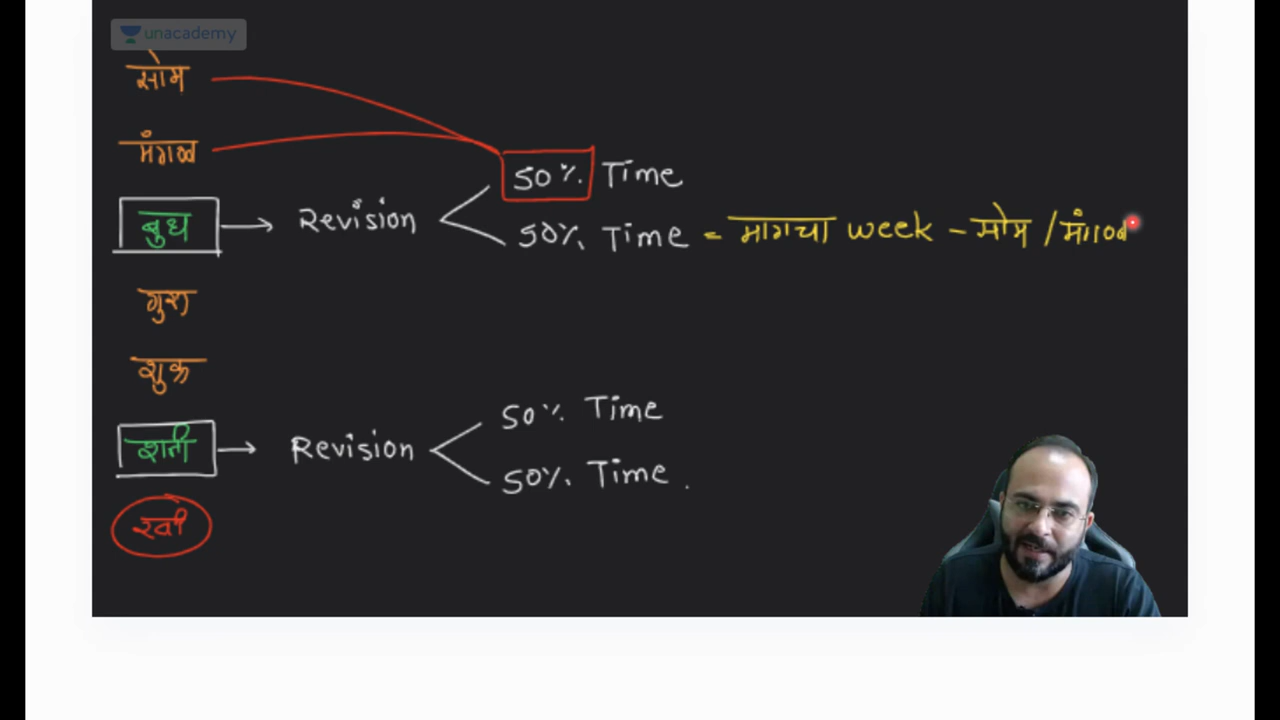 unacademy
सोम
मंगळ
50% Time
बुध → Revision
50% Time = मागचा week - सोम / मंगळ
गुरु
शुक्र
50% Time
शनी → Revision
50% Time .
रवी